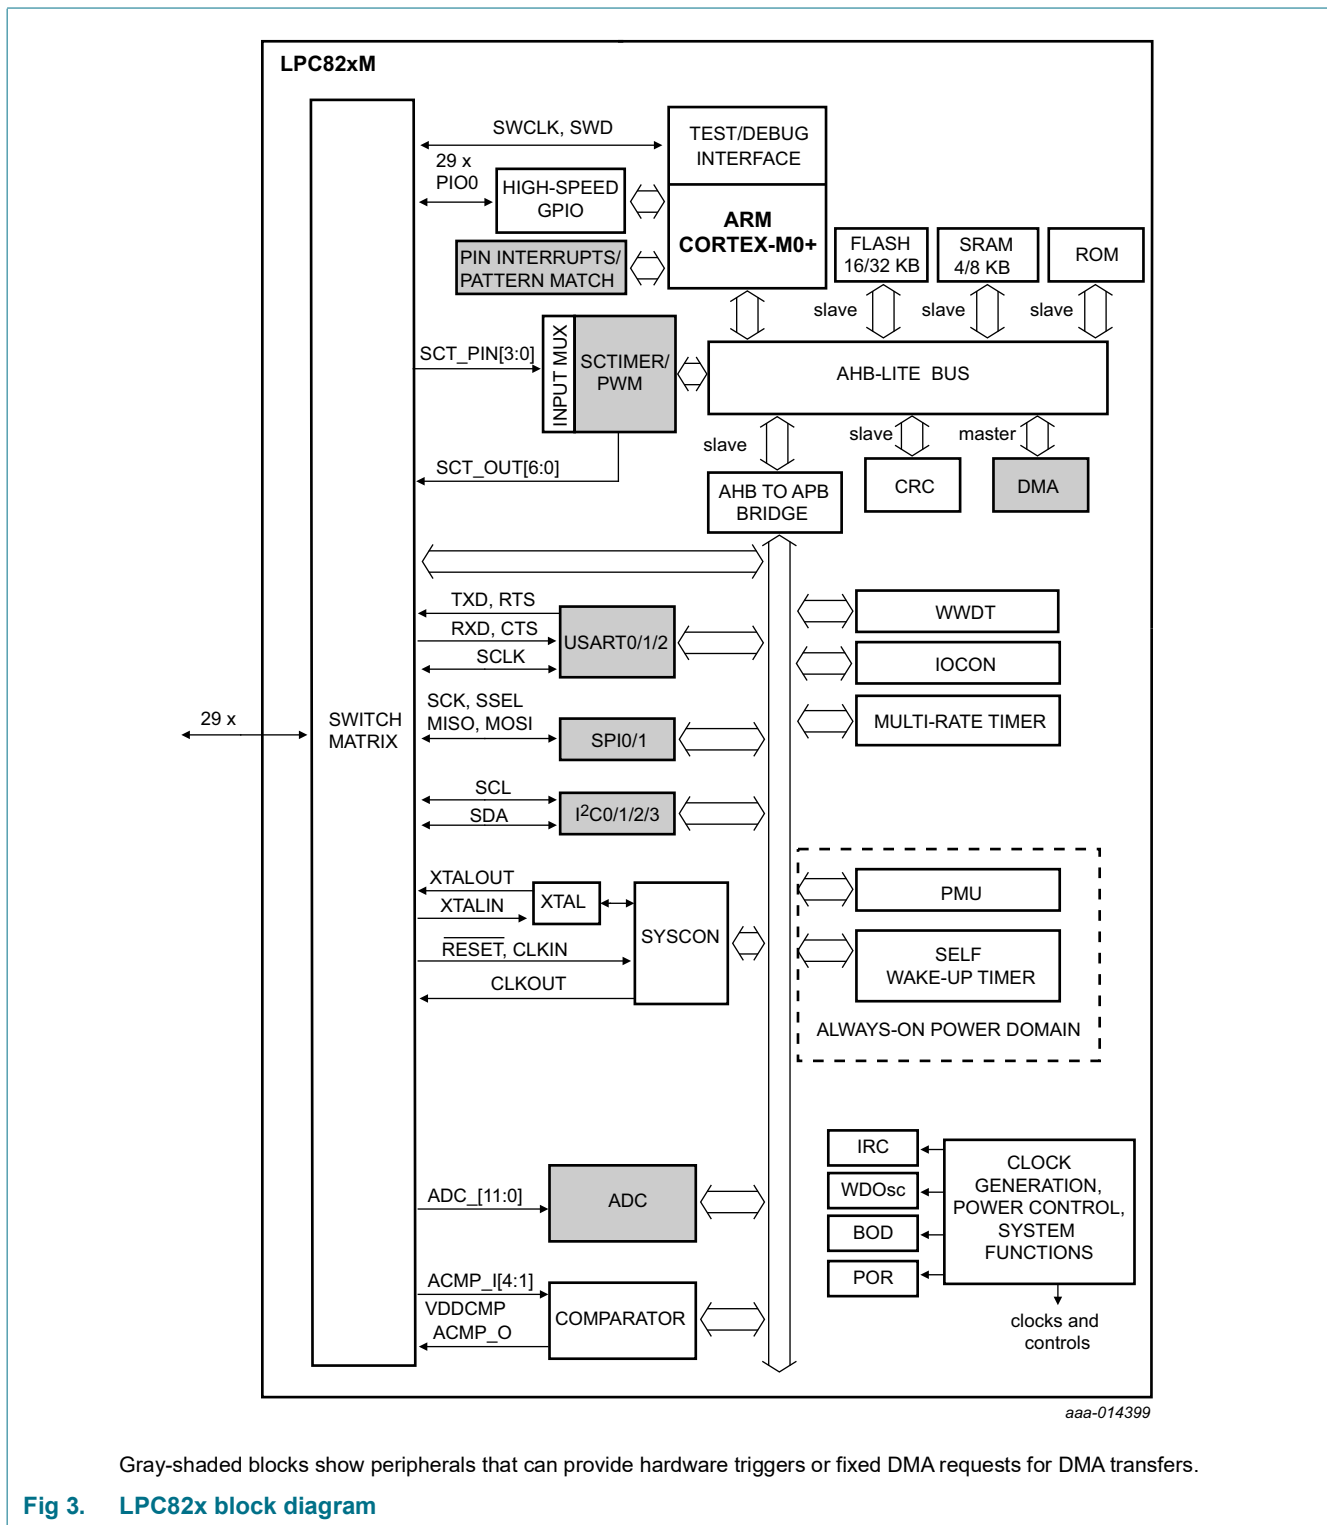 LPC82xM
SWCLK, SWD
TEST/DEBUG
INTERFACE
29 x
PIO0
HIGH-SPEED
GPIO
ARM
CORTEX-M0+
PIN INTERRUPTS/
PATTERN MATCH
FLASH
16/32 KB
SRAM
4/8 KB
ROM
slave
slave
slave
SCT_PIN[3:0]
INPUT MUX
SCTIMER/
PWM
AHB-LITE BUS
SCT_OUT[6:0]
slave
slave
master
AHB TO APB
BRIDGE
CRC
DMA
TXD, RTS
RXD, CTS
SCLK
USART0/1/2
WWDT
IOCON
MULTI-RATE TIMER
29 x
SWITCH
MATRIX
SCK, SSEL
MISO, MOSI
SPI0/1
SCL
SDA
I2C0/1/2/3
XTALOUT
XTALIN
XTAL
RESET, CLKIN
CLKOUT
SYSCON
PMU
SELF
WAKE-UP TIMER
ALWAYS-ON POWER DOMAIN
IRC
WDOsc
BOD
POR
CLOCK
GENERATION,
POWER CONTROL,
SYSTEM
FUNCTIONS
clocks and
controls
ADC_[11:0]
ADC
ACMP_I[4:1]
VDDCMP
ACMP_O
COMPARATOR
aaa-014399
Gray-shaded blocks show peripherals that can provide hardware triggers or fixed DMA requests for DMA transfers.
Fig 3. LPC82x block diagram